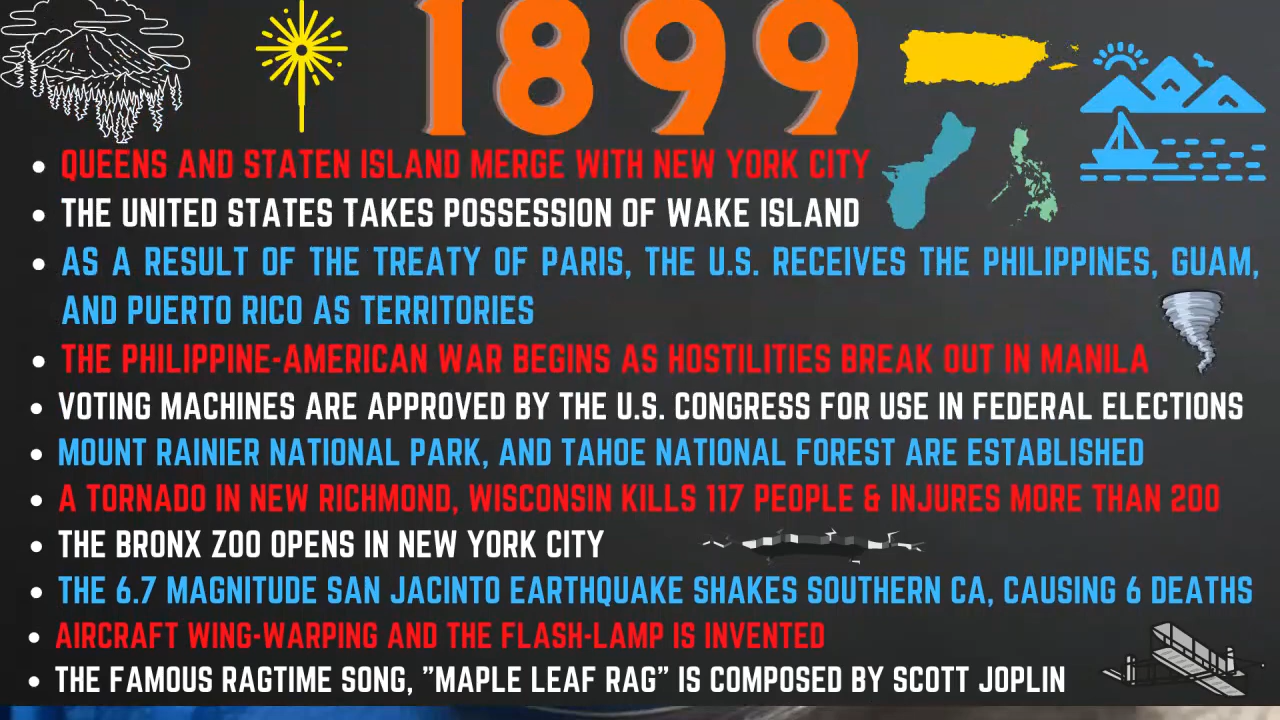 1899
QUEENS AND STATEN ISLAND MERGE WITH NEW YORK CITY
THE UNITED STATES TAKES POSSESSION OF WAKE ISLAND
AS A RESULT OF THE TREATY OF PARIS, THE U.S. RECEIVES THE PHILIPPINES, GUAM,
AND PUERTO RICO AS TERRITORIES
THE PHILIPPINE-AMERICAN WAR BEGINS AS HOSTILITIES BREAK OUT IN MANILA
VOTING MACHINES ARE APPROVED BY THE U.S. CONGRESS FOR USE IN FEDERAL ELECTIONS
MOUNT RAINIER NATIONAL PARK, AND TAHOE NATIONAL FOREST ARE ESTABLISHED
A TORNADO IN NEW RICHMOND, WISCONSIN KILLS 117 PEOPLE & INJURES MORE THAN 200
THE BRONX ZOO OPENS IN NEW YORK CITY
THE 6.7 MAGNITUDE SAN JACINTO EARTHQUAKE SHAKES SOUTHERN CA, CAUSING 6 DEATHS
AIRCRAFT WING-WARPING AND THE FLASH-LAMP IS INVENTED
THE FAMOUS RAGTIME SONG, "MAPLE LEAF RAG" IS COMPOSED BY SCOTT JOPLIN